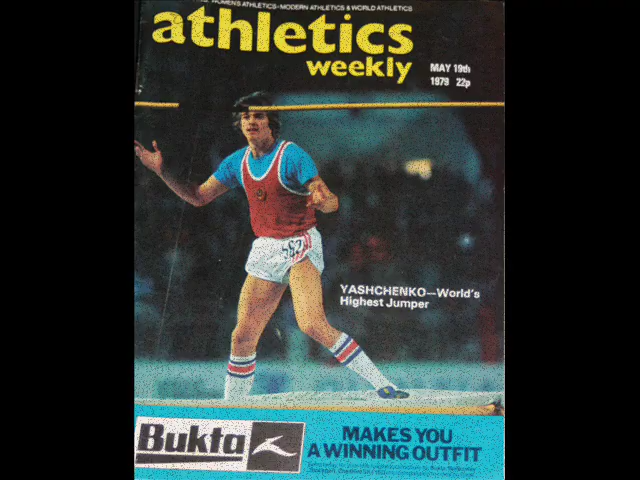 WOMEN'S ATHLETICS • MODERN ATHLETICS & WORLD ATHLETICS
athletics
weekly
MAY 19th
1979 22p
562
YASHCHENKO—World's
Highest Jumper
Bukta
MAKES YOU
A WINNING OUTFIT